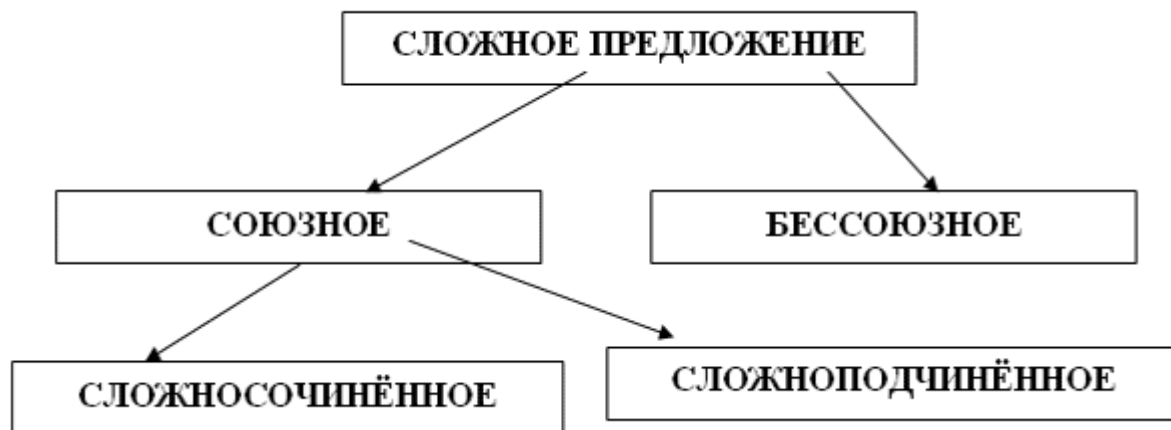 СЛОЖНОЕ ПРЕДЛОЖЕНИЕ
СОЮЗНОЕ
БЕССОЮЗНОЕ
СЛОЖНОСОЧИНЁННОЕ
СЛОЖНОПОДЧИНЁННОЕ